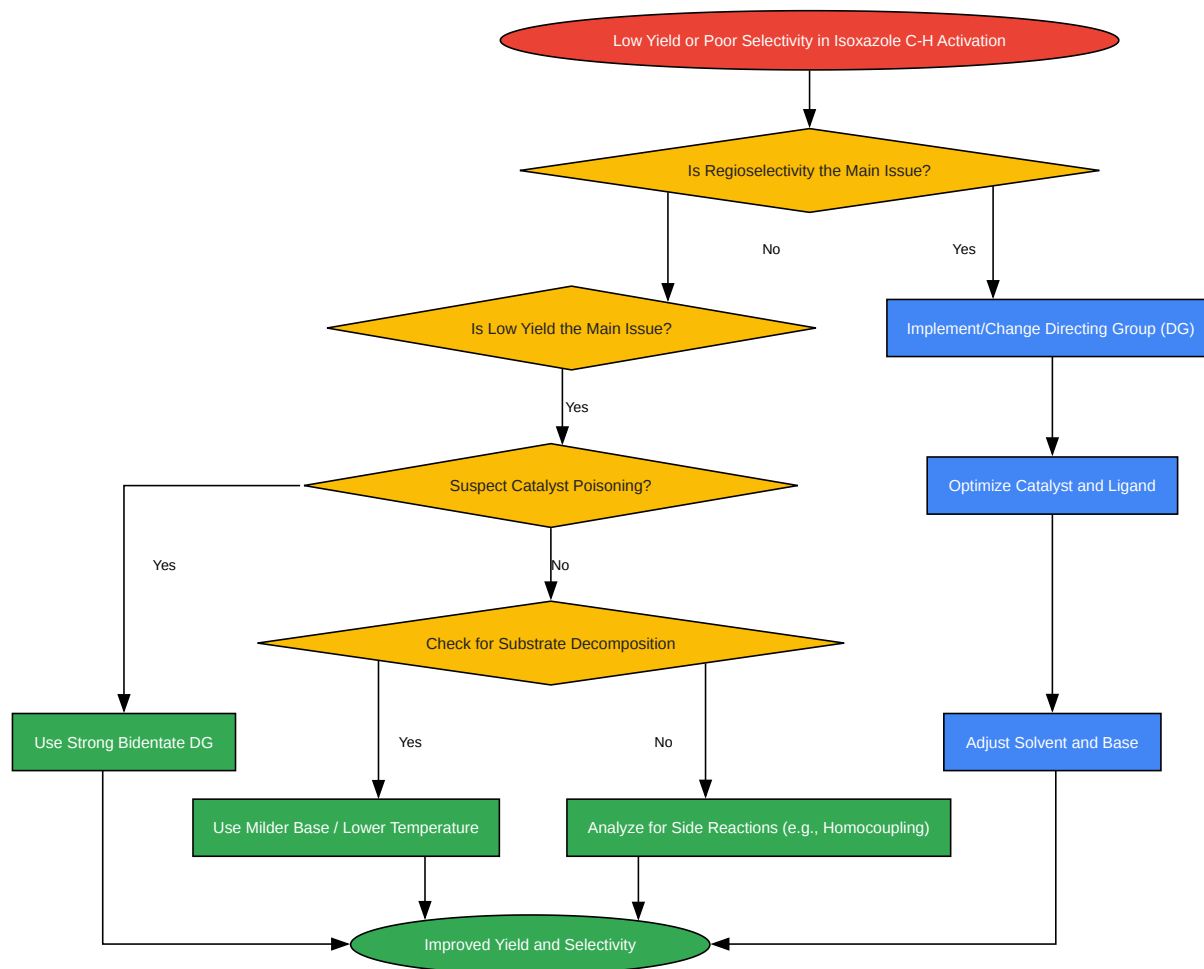 Low Yield or Poor Selectivity in Isoxazole C-H Activation
Is Regioselectivity the Main Issue?
No
Yes
Is Low Yield the Main Issue?
Implement/Change Directing Group (DG)
Yes
Suspect Catalyst Poisoning?
Optimize Catalyst and Ligand
Yes
No
Check for Substrate Decomposition
Use Strong Bidentate DG
Yes
No
Adjust Solvent and Base
Use Milder Base / Lower Temperature
Analyze for Side Reactions (e.g., Homocoupling)
Improved Yield and Selectivity